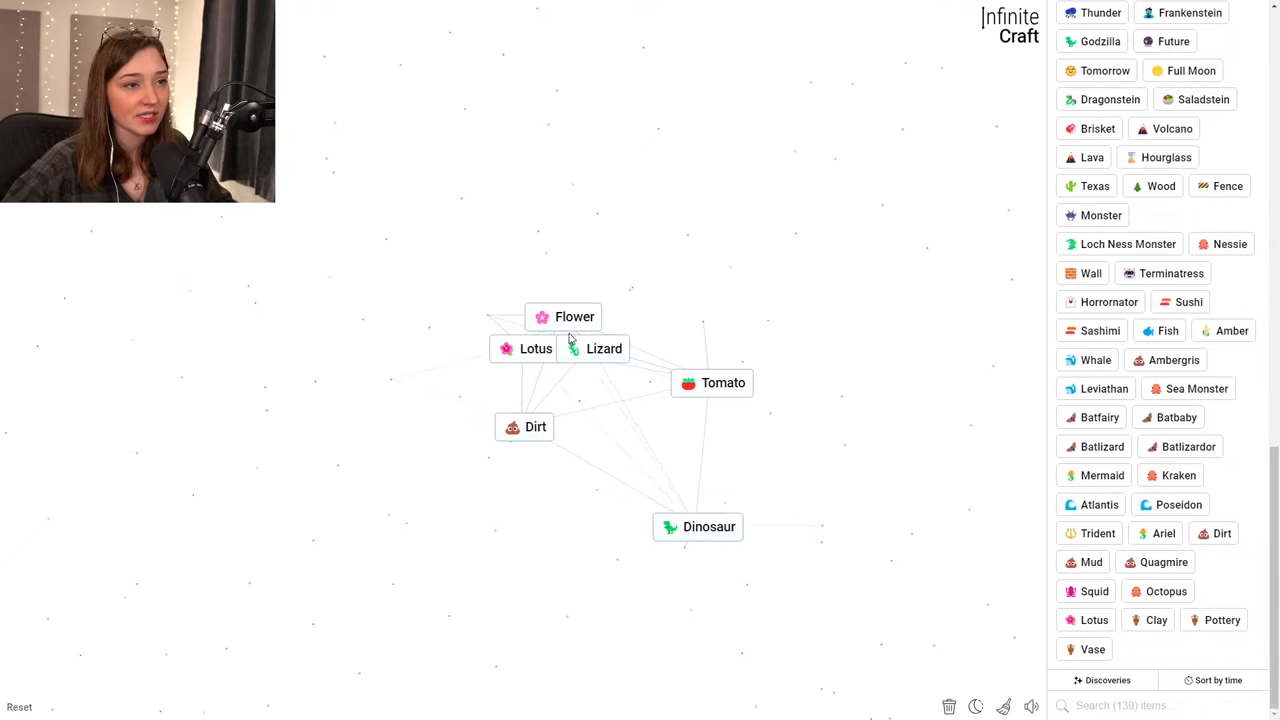 Infinite
Craft
Thunder
Frankenstein
Godzilla
Future
Tomorrow
Full Moon
Dragonstein
Saladstein
Brisket
Volcano
Lava
Hourglass
Texas
Wood
Fence
Monster
Loch Ness Monster
Nessie
Wall
Terminatress
Horrornator
Sushi
Sashimi
Fish
Amber
Whale
Ambergris
Leviathan
Sea Monster
Batfairy
Batbaby
Batlizard
Batlizardor
Mermaid
Kraken
Atlantis
Poseidon
Trident
Ariel
Dirt
Mud
Quagmire
Squid
Octopus
Lotus
Clay
Pottery
Vase
Discoveries
Sort by time
Search (139) items...
Flower
Lotus
Lizard
Tomato
Dirt
Dinosaur
Reset